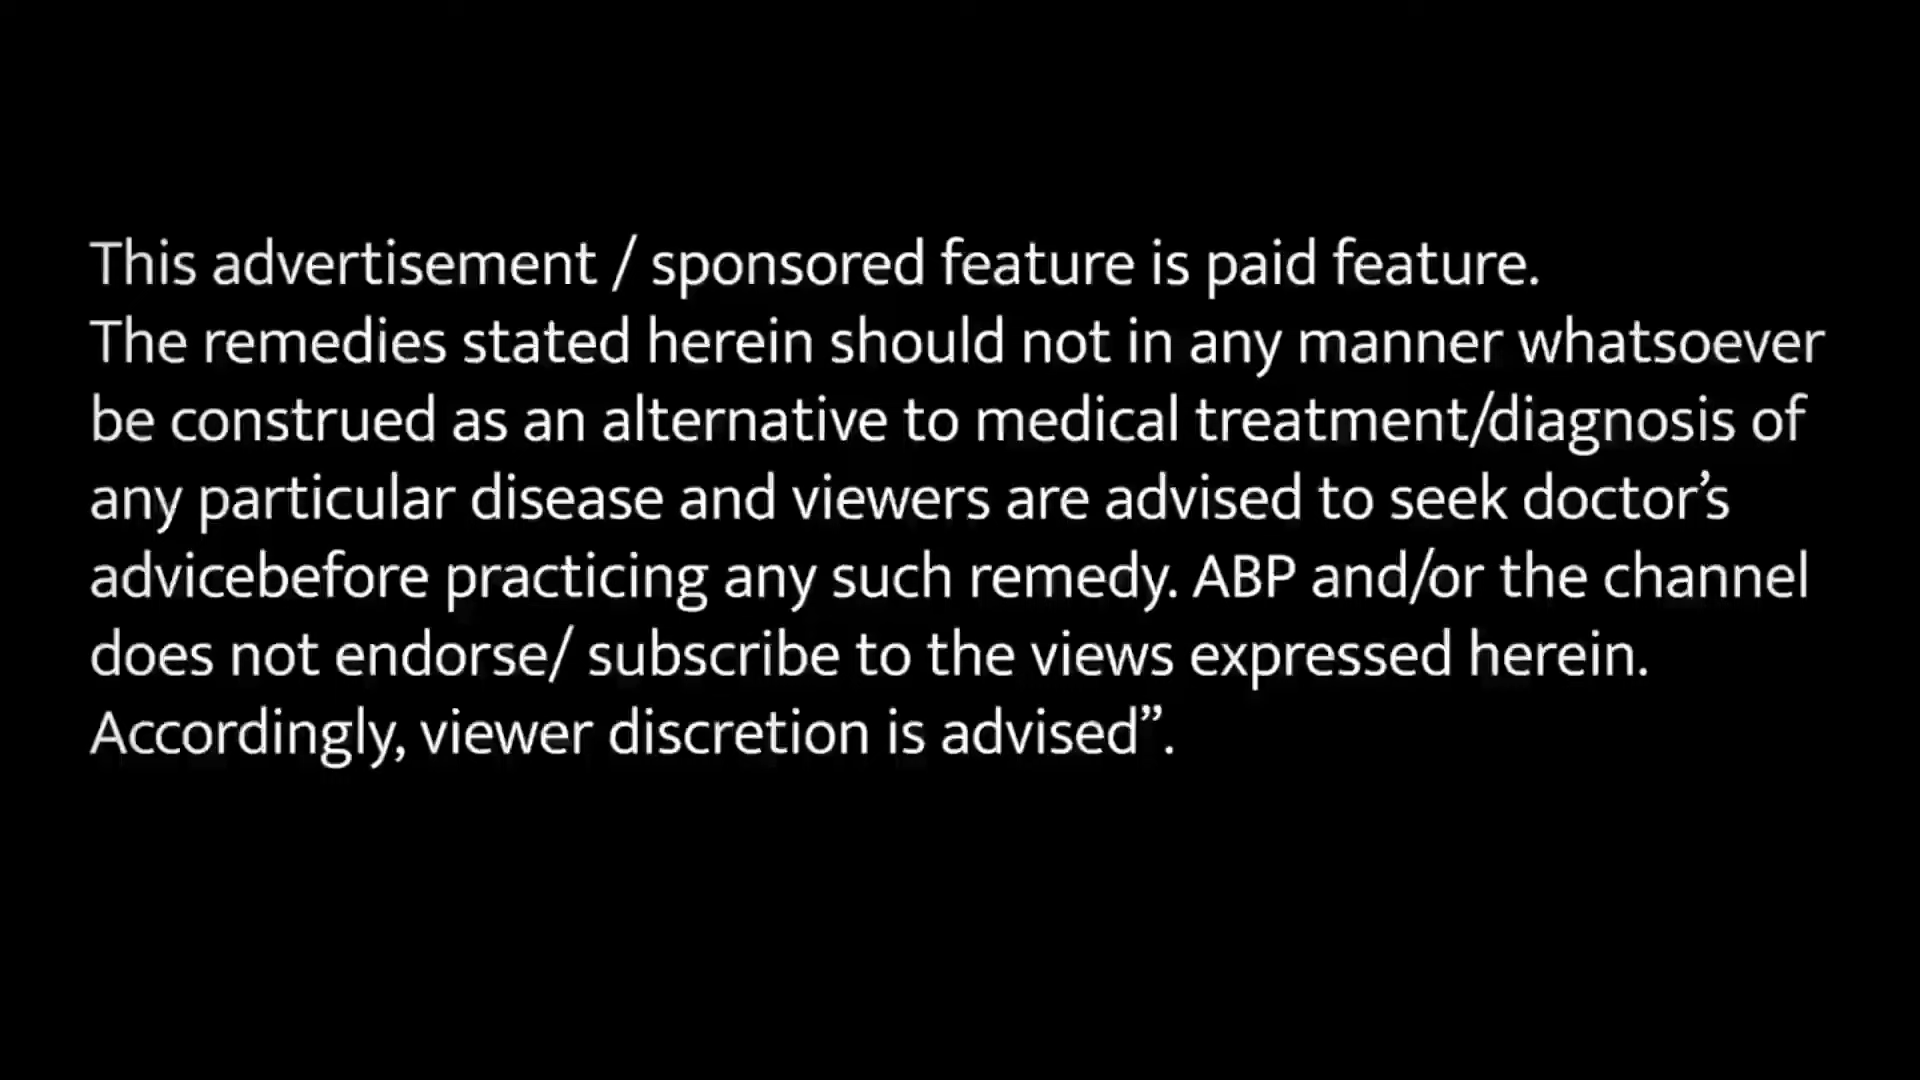 This advertisement / sponsored feature is paid feature.
The remedies stated herein should not in any manner whatsoever
be construed as an alternative to medical treatment/diagnosis of
any particular disease and viewers are advised to seek doctor’s
advicebefore practicing any such remedy. ABP and/or the channel
does not endorse/ subscribe to the views expressed herein.
Accordingly, viewer discretion is advised”.